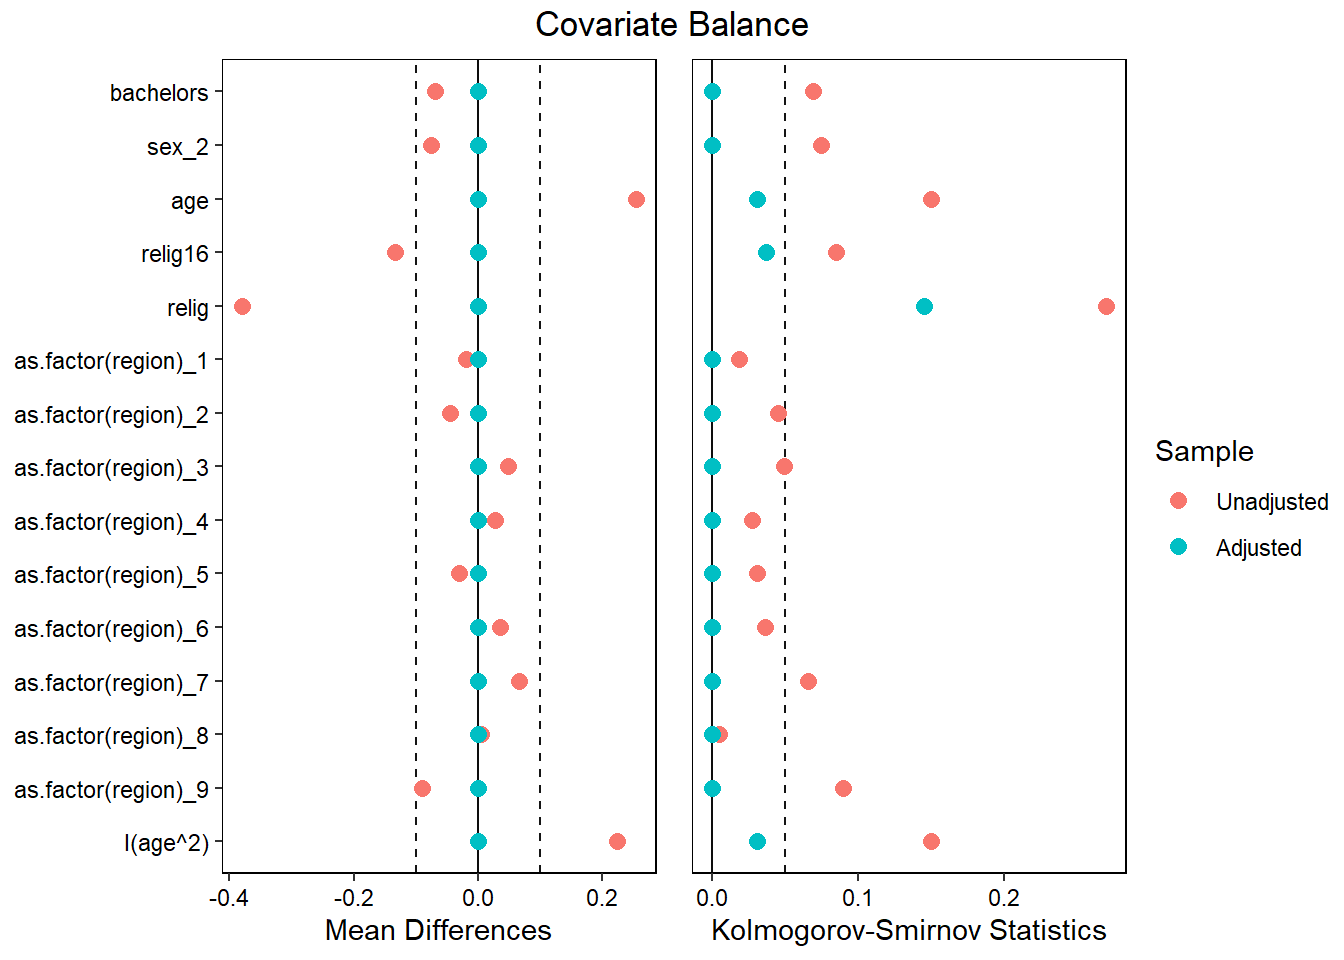 Covariate Balance
bachelors
sex_2
age
relig16
relig
as.factor(region)_1
as.factor(region)_2
as.factor(region)_3
as.factor(region)_4
as.factor(region)_5
as.factor(region)_6
as.factor(region)_7
as.factor(region)_8
as.factor(region)_9
I(age^2)
-0.4 -0.2 0.0 0.2
Mean Differences
0.0 0.1 0.2
Kolmogorov-Smirnov Statistics
Sample
Unadjusted
Adjusted